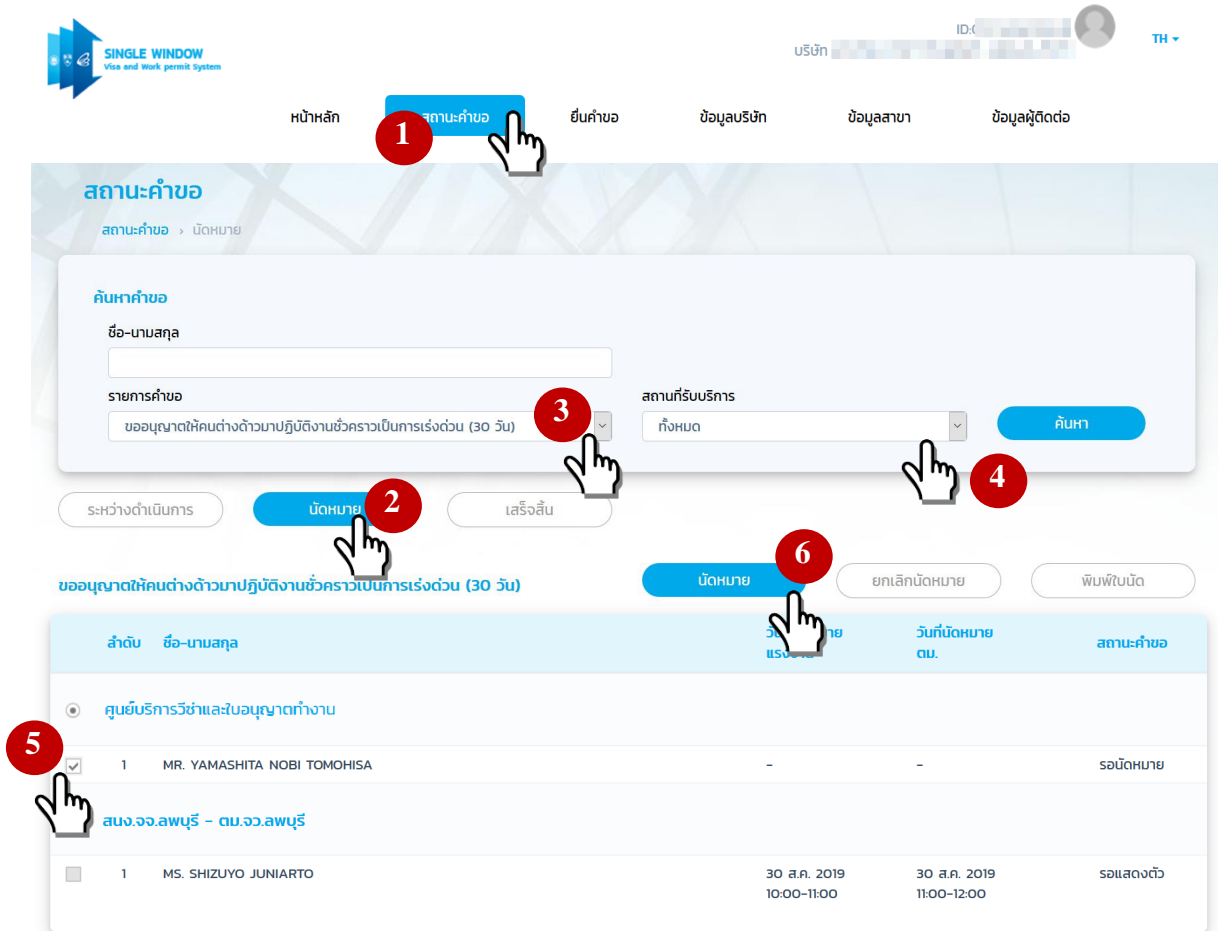 ID:
SINGLE WINDOW
Visa and Work permit System
บริษัท
TH
หน้าหลัก
1
สถานะคำขอ
ยื่นคำขอ
ข้อมูลบริษัท
ข้อมูลสาขา
ข้อมูลผู้ติดต่อ
สถานะคำขอ
สถานะคำขอ › นัดหมาย
ค้นหาคำขอ
ชื่อ-นามสกุล
รายการคำขอ
สถานที่รับบริการ
ขออนุญาตให้คนต่างด้าวมาปฏิบัติงานชั่วคราวเป็นการเร่งด่วน (30 วัน)
3
ทั้งหมด
ค้นหา
4
ระหว่างดำเนินการ
นัดหมาย
2
เสร็จสิ้น
6
ขออนุญาตให้คนต่างด้าวมาปฏิบัติงานชั่วคราวเป็นการเร่งด่วน (30 วัน)
นัดหมาย
ยกเลิกนัดหมาย
พิมพ์ใบนัด
ลำดับ
ชื่อ-นามสกุล
วันที่นัดหมาย
ตม.
สถานะคำขอ
ศูนย์บริการวีซ่าและใบอนุญาตทำงาน
5
1
MR. YAMASHITA NOBI TOMOHISA
-
-
รอนัดหมาย
สนง.จจ.ลพบุรี - ตม.จว.ลพบุรี
1
MS. SHIZUYO JUNIARTO
30 ส.ค. 2019
10:00-11:00
30 ส.ค. 2019
11:00-12:00
รอแสดงตัว